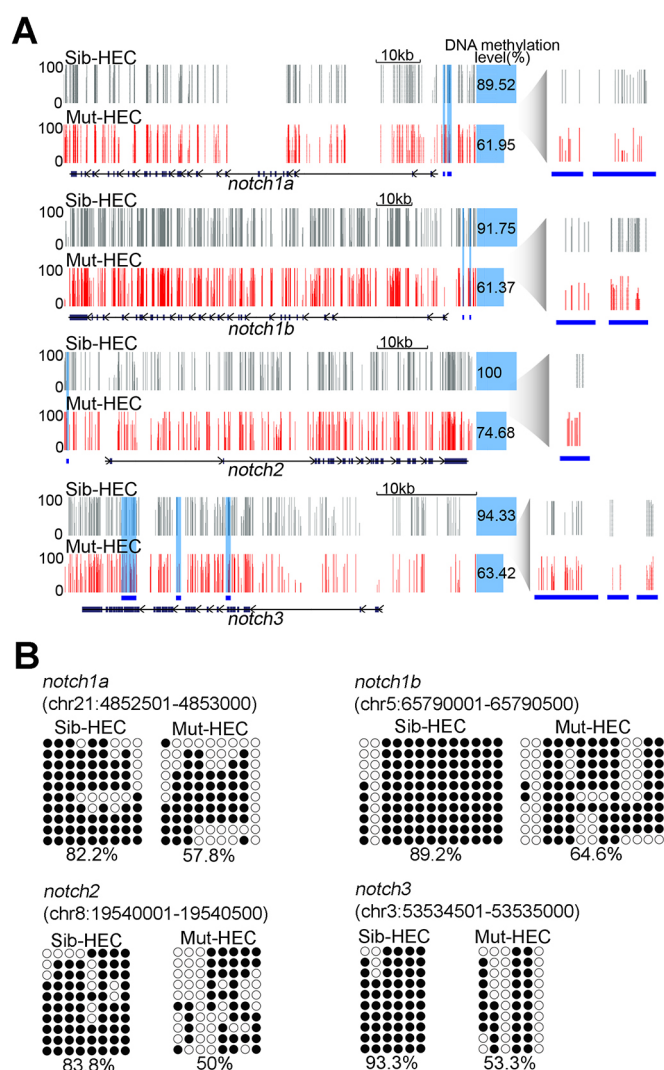 A
Sib-HEC
10kb
DNA methylation
level(%)
100
0
89.52
Mut-HEC
100
0
61.95
notch1a
Sib-HEC
10kb
100
0
91.75
Mut-HEC
100
0
61.37
notch1b
Sib-HEC
10kb
100
0
100
Mut-HEC
100
0
74.68
notch2
Sib-HEC
10kb
100
0
94.33
Mut-HEC
100
0
63.42
notch3
B
notch1a
(chr21:4852501-4853000)
Sib-HEC Mut-HEC
82.2% 57.8%
notch1b
(chr5:65790001-65790500)
Sib-HEC Mut-HEC
89.2% 64.6%
notch2
(chr8:19540001-19540500)
Sib-HEC Mut-HEC
83.8% 50%
notch3
(chr3:53534501-53535000)
Sib-HEC Mut-HEC
93.3% 53.3%